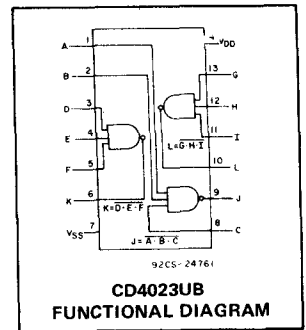 A 1
B 2
D 3
E 4
F 5
K 6
VSS 7
VDD
13 G
12 H
11 I
10 L
9 J
8 C
L=G·H·I
K=D·E·F
J=A·B·C
92CS-24761
CD4023UB
FUNCTIONAL DIAGRAM